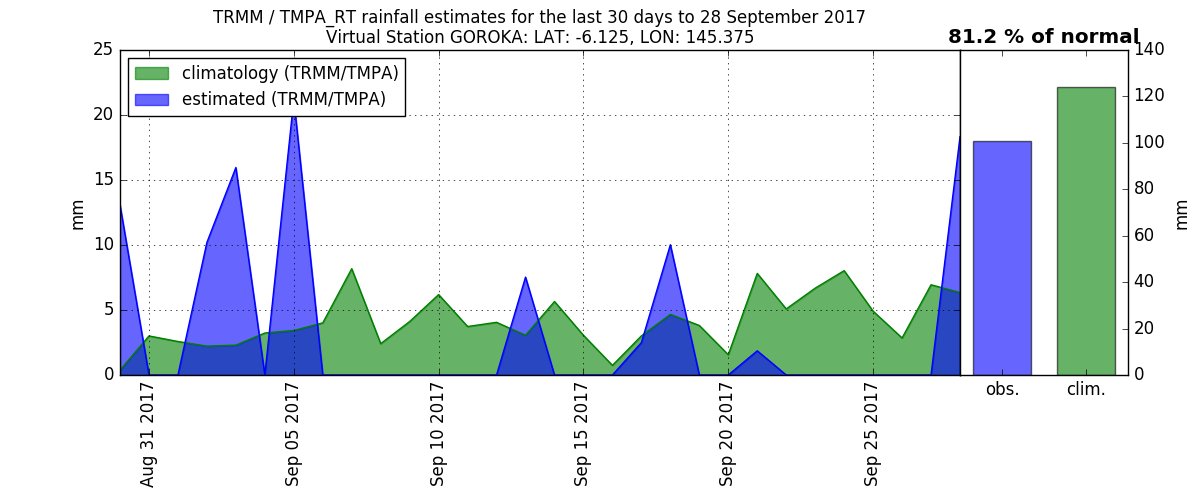 TRMM / TMPA_RT rainfall estimates for the last 30 days to 28 September 2017
Virtual Station GOROKA: LAT: -6.125, LON: 145.375
81.2 % of normal
climatology (TRMM/TMPA)
estimated (TRMM/TMPA)
25
20
15
10
5
0
mm
Aug 31 2017
Sep 05 2017
Sep 10 2017
Sep 15 2017
Sep 20 2017
Sep 25 2017
obs.
clim.
140
120
100
80
60
40
20
0
mm